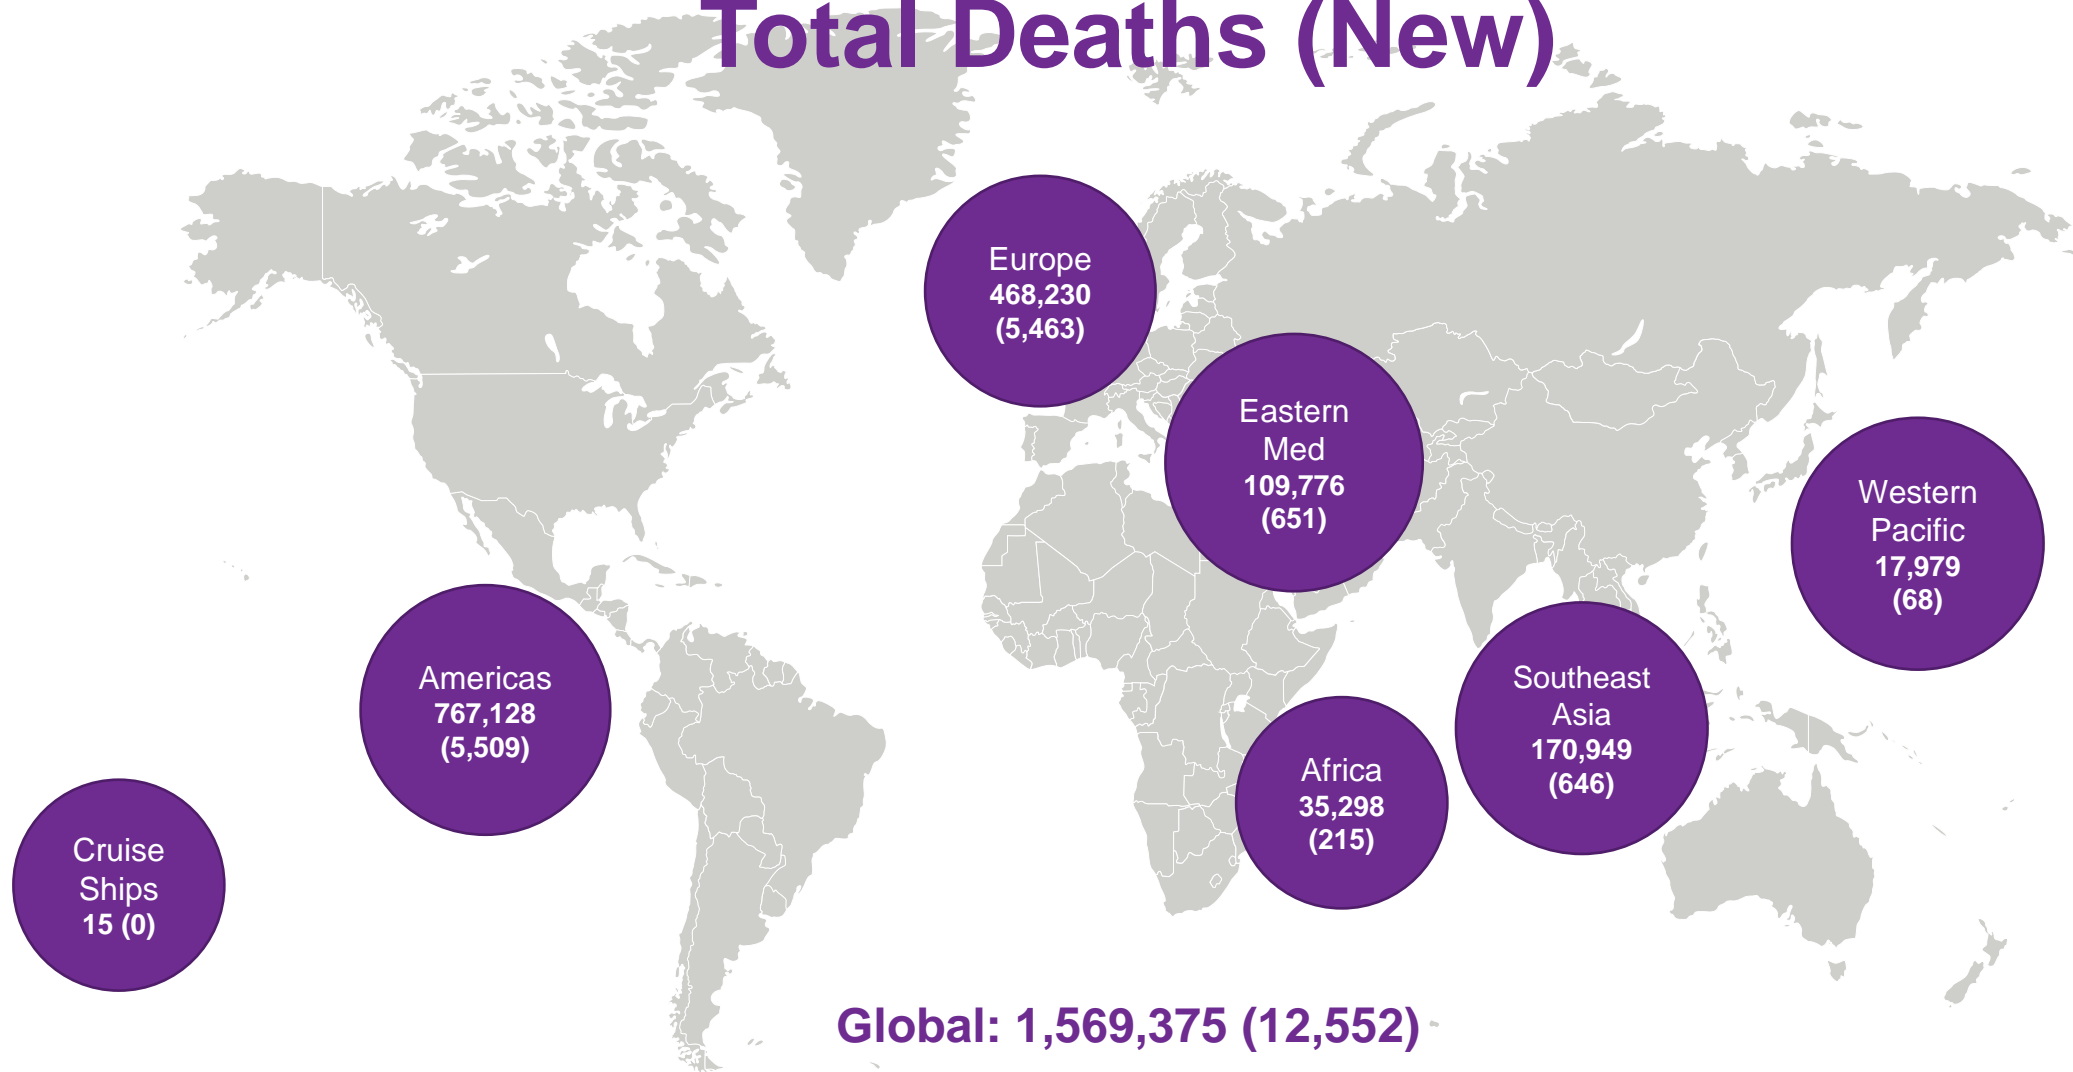 Total Deaths (New)
Europe
468,230
(5,463)
Eastern
Med
109,776
(651)
Western
Pacific
17,979
(68)
Americas
767,128
(5,509)
Southeast
Asia
170,949
(646)
Africa
35,298
(215)
Cruise
Ships
15 (0)
Global: 1,569,375 (12,552)